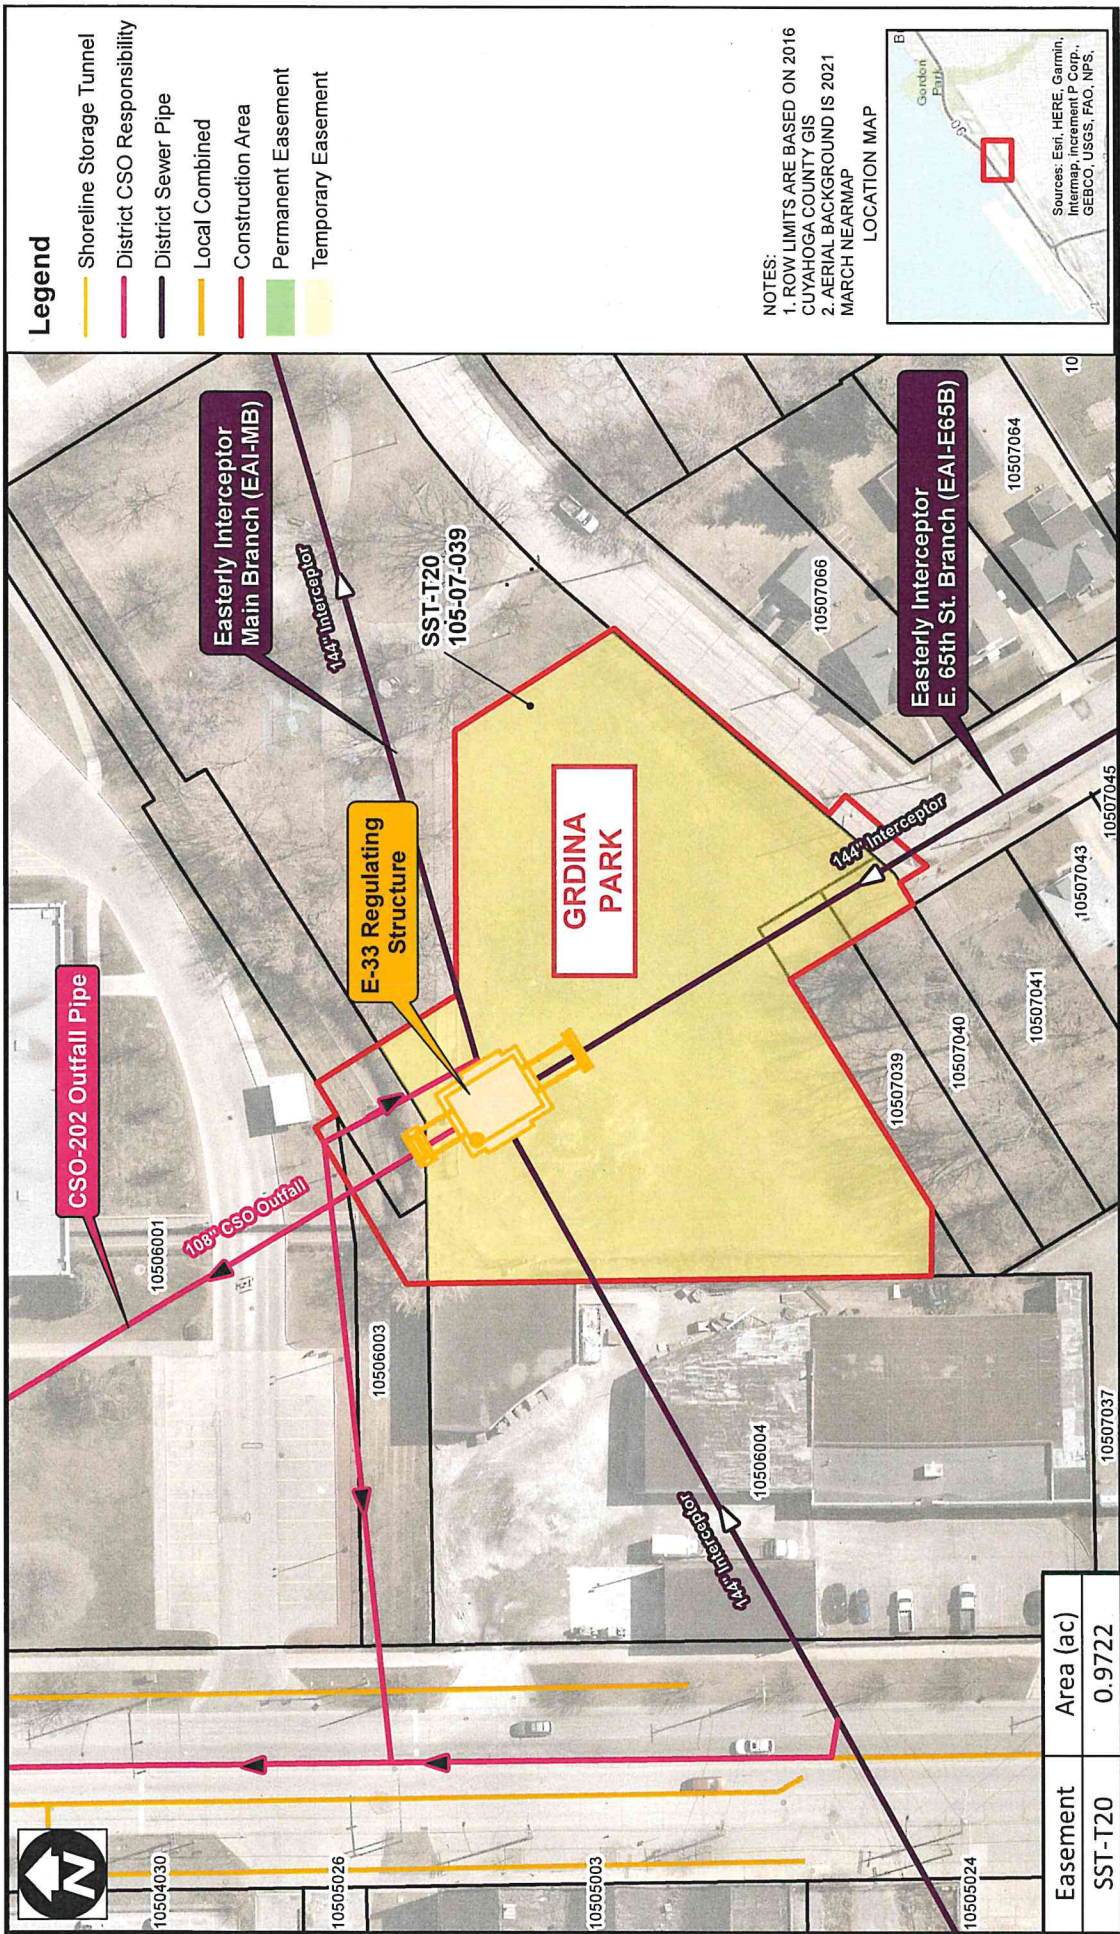 Legend
Shoreline Storage Tunnel
District CSO Responsibility
District Sewer Pipe
Local Combined
Construction Area
Permanent Easement
Temporary Easement
NOTES:
1. ROW LIMITS ARE BASED ON 2016
CUYAHOGA COUNTY GIS
2. AERIAL BACKGROUND IS 2021
MARCH NEARMAP
LOCATION MAP
Gordon
Park
90
Sources: Esri, HERE, Garmin,
Intermap, increment P Corp.,
GEBCO, USGS, FAO, NPS,
N
CSO-202 Outfall Pipe
108" CSO Outfall
E-33 Regulating
Structure
Easterly Interceptor
Main Branch (EAI-MB)
144" Interceptor
SST-T20
105-07-039
GRDINA
PARK
144" Interceptor
Easterly Interceptor
E. 65th St. Branch (EAI-E65B)
144" Interceptor
10504030
10505026
10505003
10505024
10506001
10506003
10506004
10507037
10507039
10507040
10507041
10507043
10507045
10507066
10507064
10
Easement Area (ac)
SST-T20 0.9722